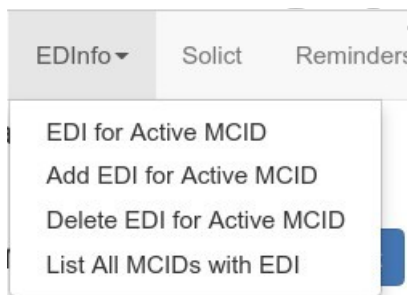 EDInfo Solict Reminders
EDI for Active MCID
Add EDI for Active MCID
Delete EDI for Active MCID
List All MCIDs with EDI